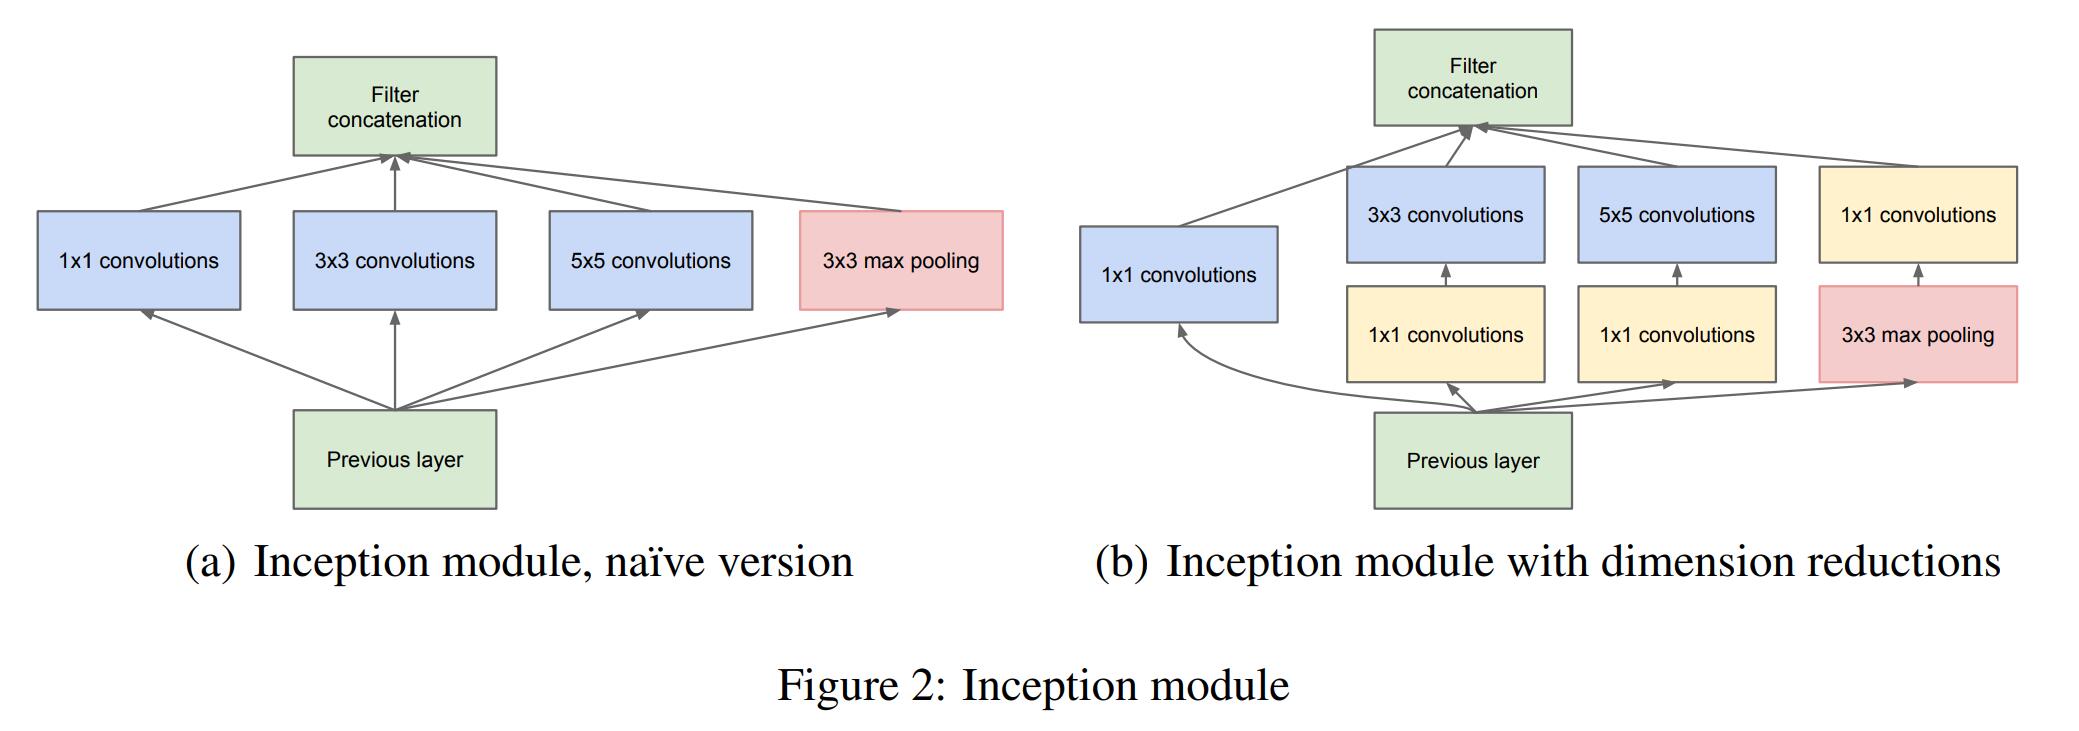 Filter
concatenation
1x1 convolutions
3x3 convolutions
5x5 convolutions
3x3 max pooling
Previous layer
(a) Inception module, naïve version
Filter
concatenation
3x3 convolutions
5x5 convolutions
1x1 convolutions
1x1 convolutions
1x1 convolutions
1x1 convolutions
3x3 max pooling
Previous layer
(b) Inception module with dimension reductions
Figure 2: Inception module